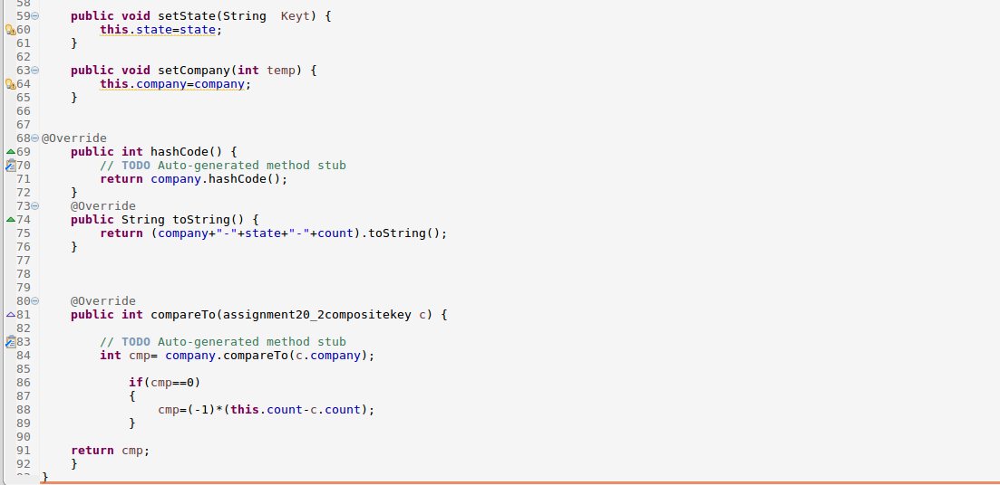 58
59 public void setState(String  Keyt) {
60 this.state=state;
61 }
62
63 public void setCompany(int temp) {
64 this.company=company;
65 }
66
67
68 @Override
69 public int hashCode() {
70 // TODO Auto-generated method stub
71 return company.hashCode();
72 }
73 @Override
74 public String toString() {
75 return (company+"-"+state+"-"+count).toString();
76 }
77
78
79
80 @Override
81 public int compareTo(assignment20_2compositekey c) {
82
83 // TODO Auto-generated method stub
84 int cmp= company.compareTo(c.company);
85
86 if(cmp==0)
87 {
88 cmp=(-1)*(this.count-c.count);
89 }
90
91 return cmp;
92 }
}